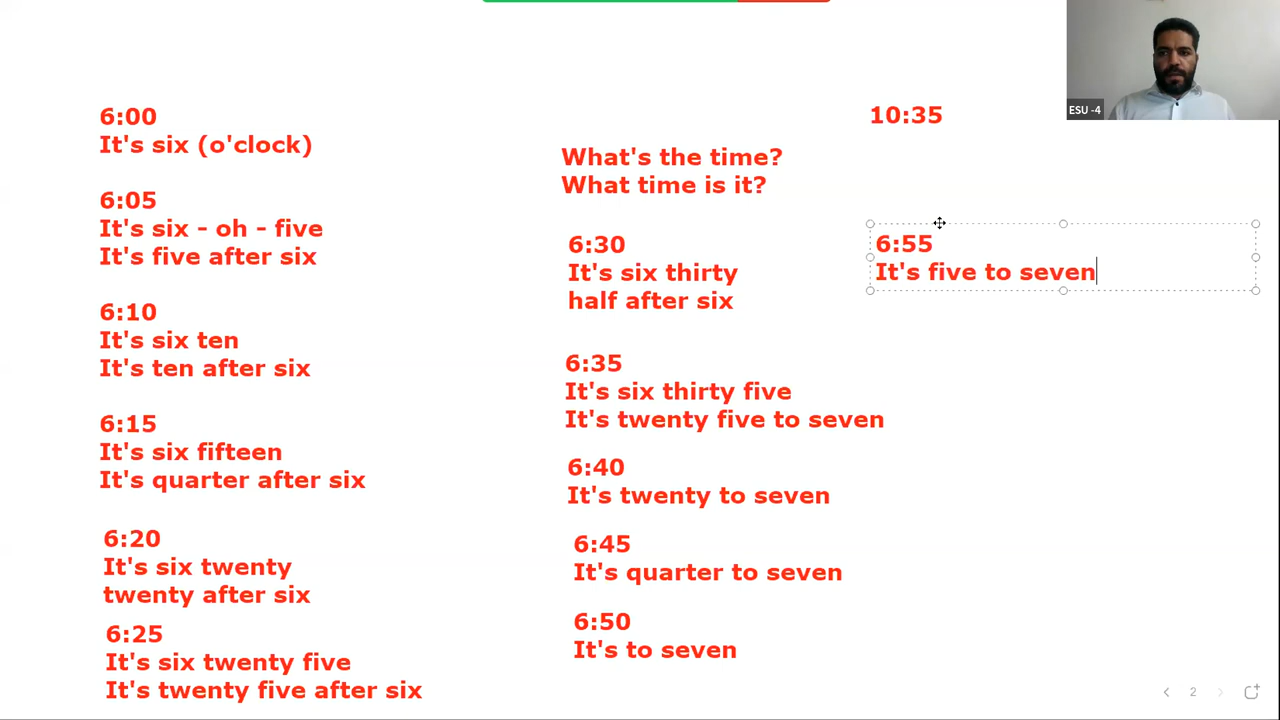 6:00
It's six (o'clock)
6:05
It's six - oh - five
It's five after six
6:10
It's six ten
It's ten after six
6:15
It's six fifteen
It's quarter after six
6:20
It's six twenty
twenty after six
6:25
It's six twenty five
It's twenty five after six
What's the time?
What time is it?
6:30
It's six thirty
half after six
6:35
It's six thirty five
It's twenty five to seven
6:40
It's twenty to seven
6:45
It's quarter to seven
6:50
It's to seven
10:35
6:55
It's five to seven
ESU -4
2